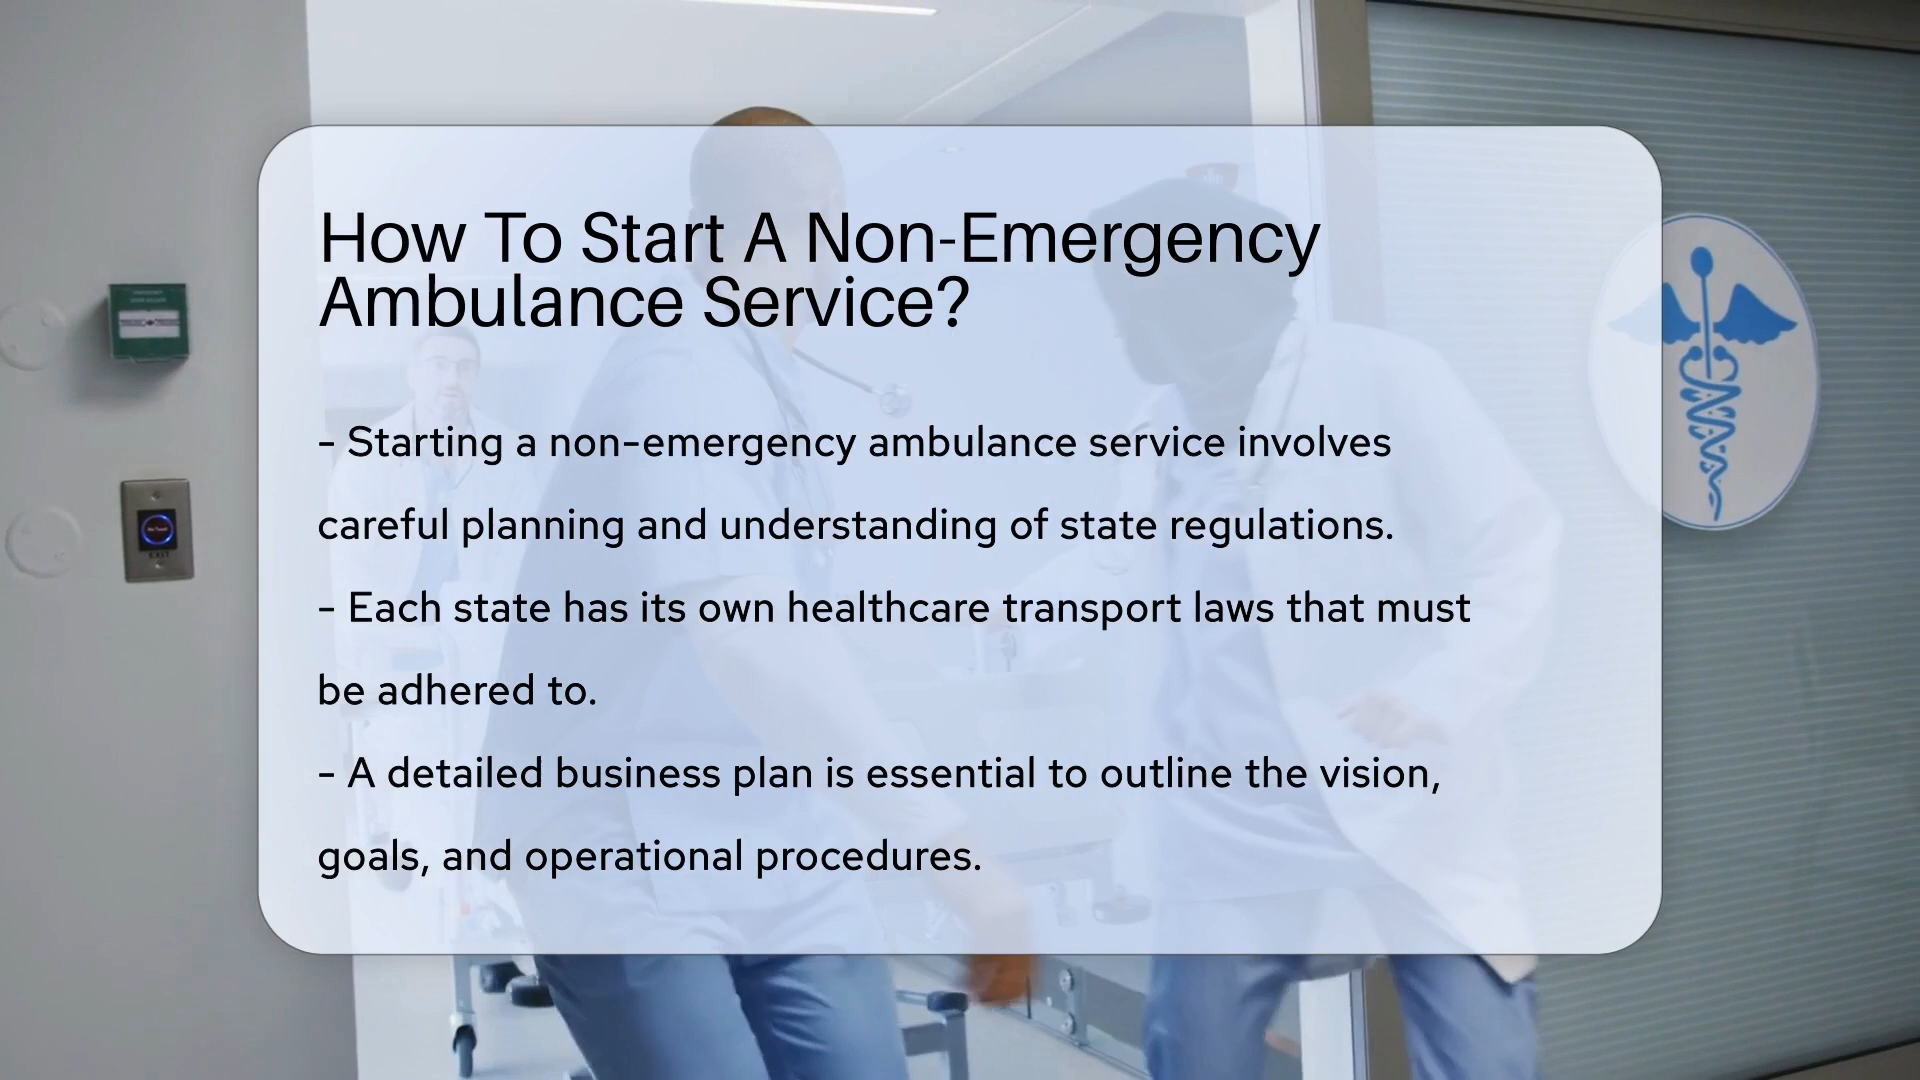 How To Start A Non-Emergency
Ambulance Service?
- Starting a non-emergency ambulance service involves
careful planning and understanding of state regulations.
- Each state has its own healthcare transport laws that must
be adhered to.
- A detailed business plan is essential to outline the vision,
goals, and operational procedures.
EXIT